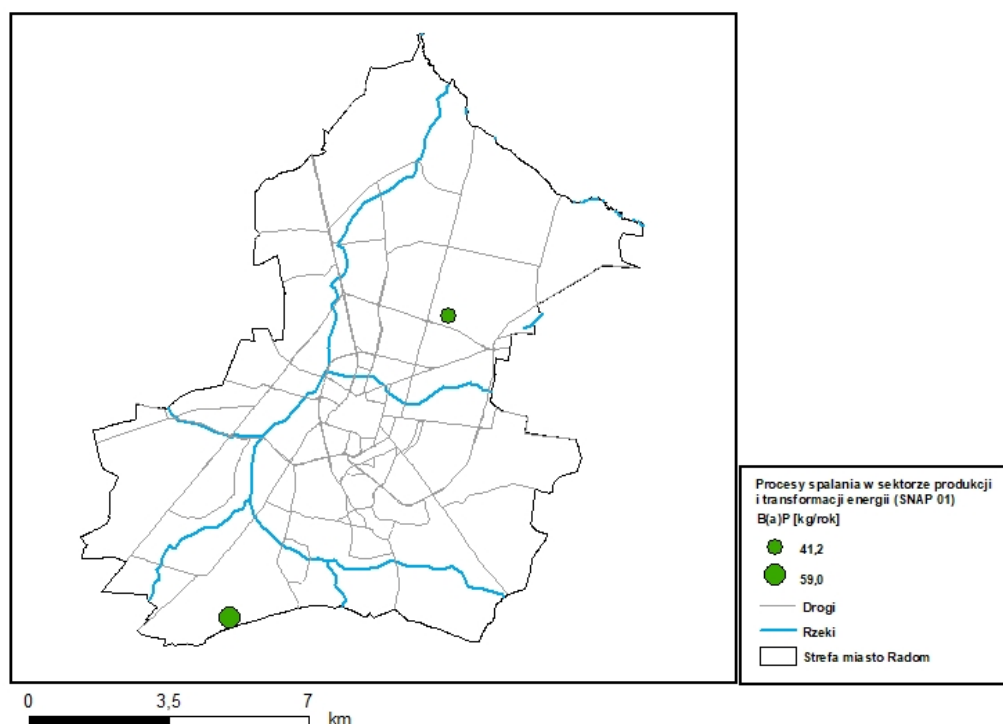 Procesy spalania w sektorze produkcji
i transformacji energii (SNAP 01)
B(a)P [kg/rok]
41,2
59,0
Drogi
Rzeki
Strefa miasto Radom
0 3,5 7
km